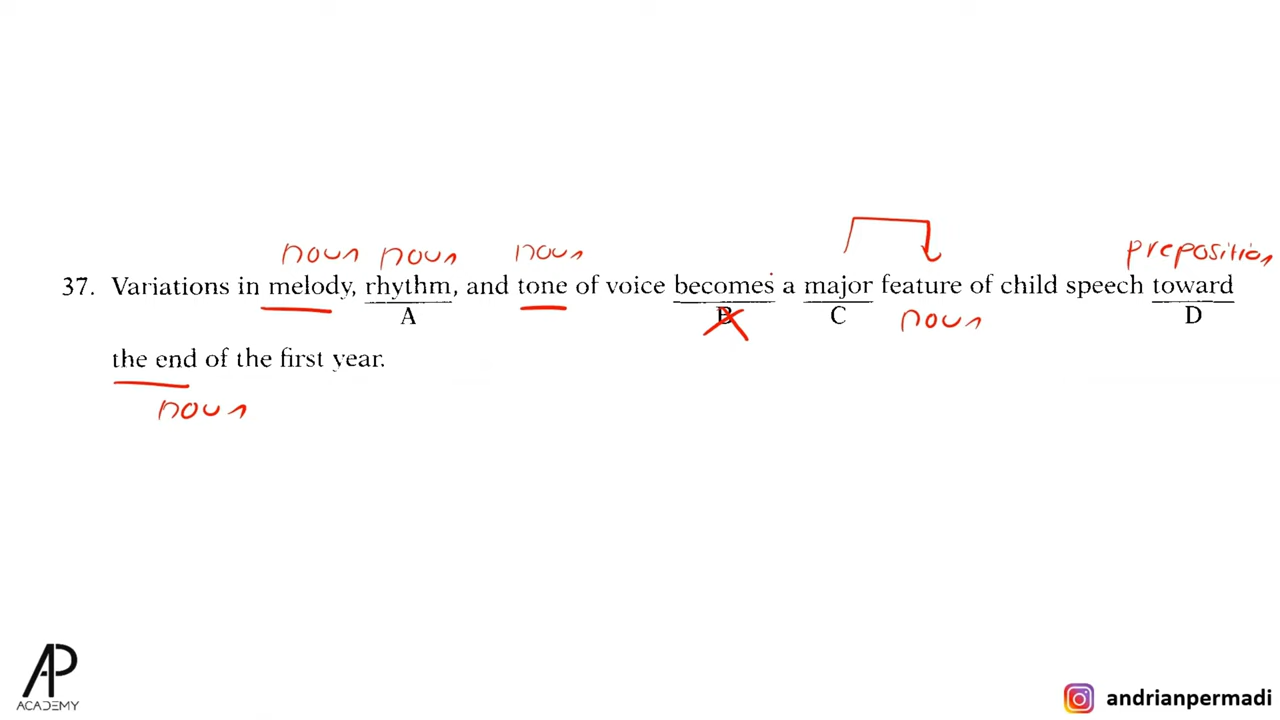 noun noun noun preposition
37. Variations in melody, rhythm, and tone of voice becomes a major feature of child speech toward
A B C noun D
the end of the first year.
noun
AP
ACADEMY
andrianpermadi